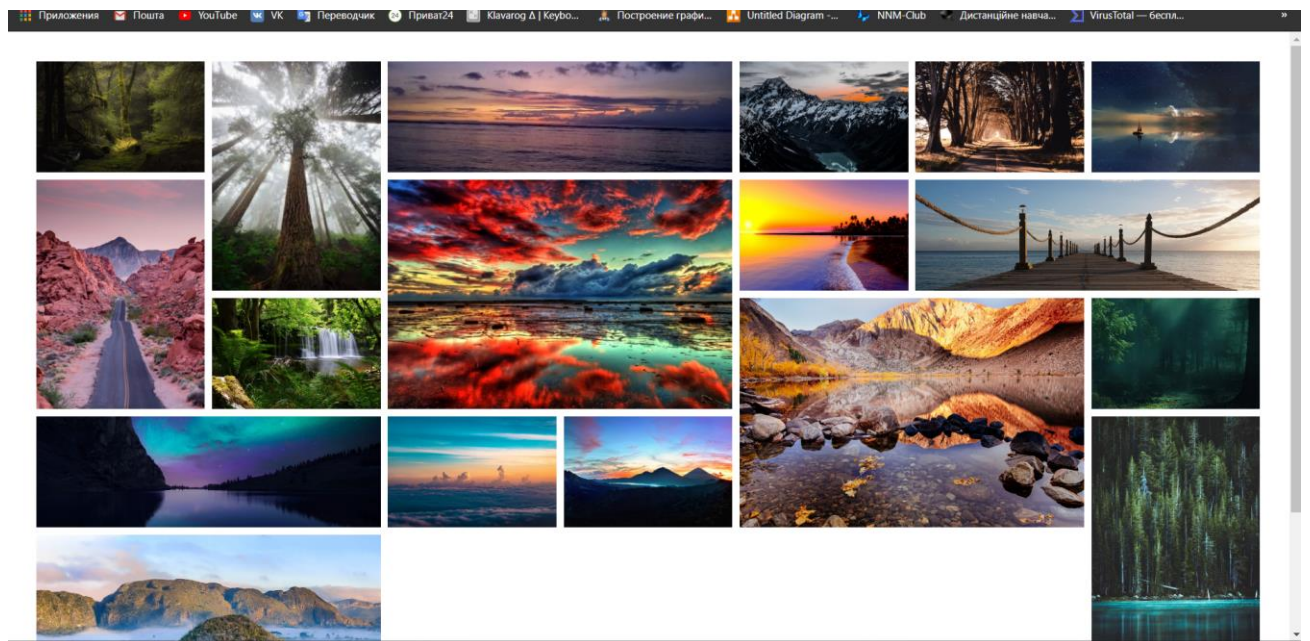 Приложения Пошта YouTube VK Переводчик Приват24 Klavarog Δ | Keybo... Построение графи... Untitled Diagram -... NNM-Club Дистанційне навча... VirusTotal — беспл... »